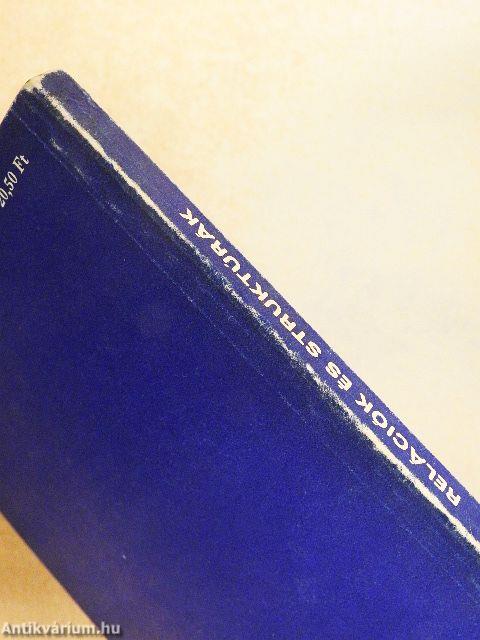 RELÁCIÓK ÉS STRUKTÚRÁK
20,50 Ft
Antikvárium.hu